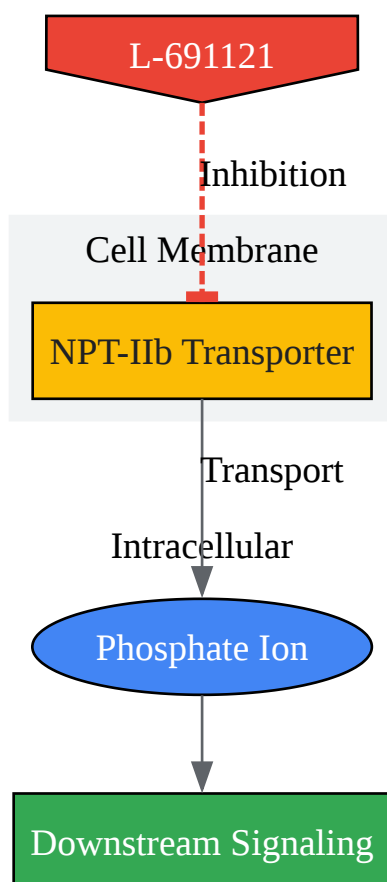 L-691121
Inhibition
Cell Membrane
NPT-IIb Transporter
Transport
Intracellular
Phosphate Ion
Downstream Signaling